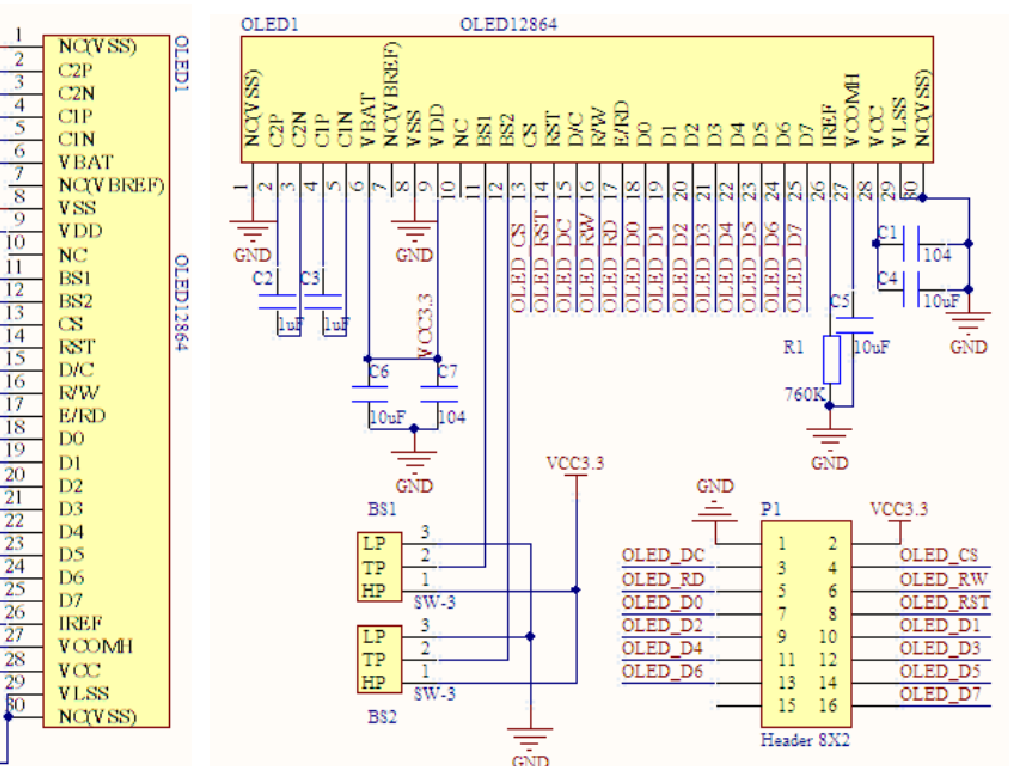 1 NC(VSS)
2 C2P
3 C2N
4 C1P
5 C1N
6 VBAT
7 NC(VBREF)
8 VSS
9 VDD
10 NC
11 BS1
12 BS2
13 CS
14 RST
15 D/C
16 R/W
17 E/RD
18 D0
19 D1
20 D2
21 D3
22 D4
23 D5
24 D6
25 D7
26 IREF
27 VCOMH
28 VCC
29 VLSS
30 NC(VSS)
OLED1
OLED12864
OLED1 OLED12864
NC(VSS)
C2P
C2N
C1P
C1N
VBAT
NC(VBREF)
VSS
VDD
NC
BS1
BS2
CS
RST
D/C
R/W
E/RD
D0
D1
D2
D3
D4
D5
D6
D7
IREF
VCOMH
VCC
VLSS
NC(VSS)
1
2
3
4
5
6
7
8
9
10
11
12
13
14
15
16
17
18
19
20
21
22
23
24
25
26
27
28
29
30
OLED_CS
OLED_RST
OLED_DC
OLED_RW
OLED_RD
OLED_D0
OLED_D1
OLED_D2
OLED_D3
OLED_D4
OLED_D5
OLED_D6
OLED_D7
GND
GND
C2
1uF
C3
1uF
VCC3.3
C6
10uF
C7
104
GND
C1
104
C4
10uF
GND
C5
10uF
R1
760K
GND
VCC3.3
BS1
LP 3
TP 2
HP 1
SW-3
LP 3
TP 2
HP 1
SW-3
BS2
GND
GND
P1
VCC3.3
1 2
OLED_DC 3 4 OLED_CS
OLED_RD 5 6 OLED_RW
OLED_D0 7 8 OLED_RST
OLED_D2 9 10 OLED_D1
OLED_D4 11 12 OLED_D3
OLED_D6 13 14 OLED_D5
15 16 OLED_D7
Header 8X2